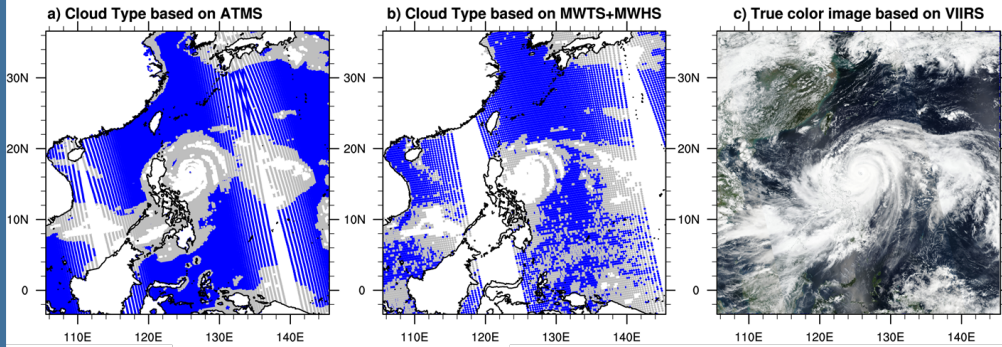 a) Cloud Type based on ATMS
b) Cloud Type based on MWTS+MWHS
c) True color image based on VIIRS
30N
20N
10N
0
110E 120E 130E 140E
30N
20N
10N
0
110E 120E 130E 140E
30N
20N
10N
0
110E 120E 130E 140E